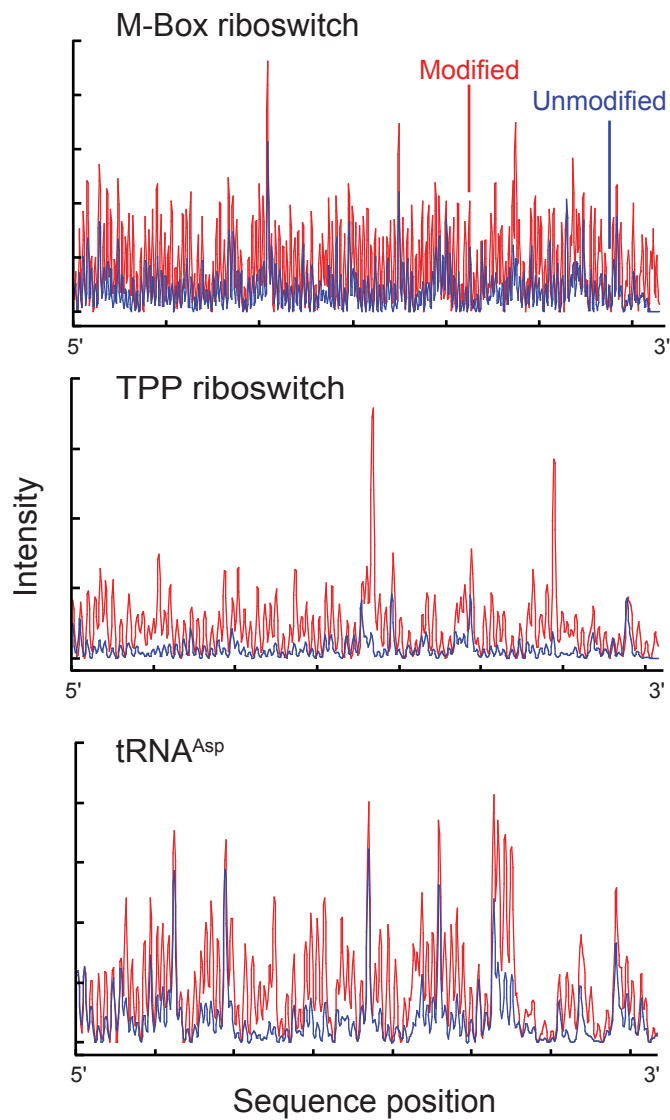 M-Box riboswitch
Modified
Unmodified
5'
3'
TPP riboswitch
Intensity
5'
3'
tRNAᴬˢᵖ
5'
3'
Sequence position